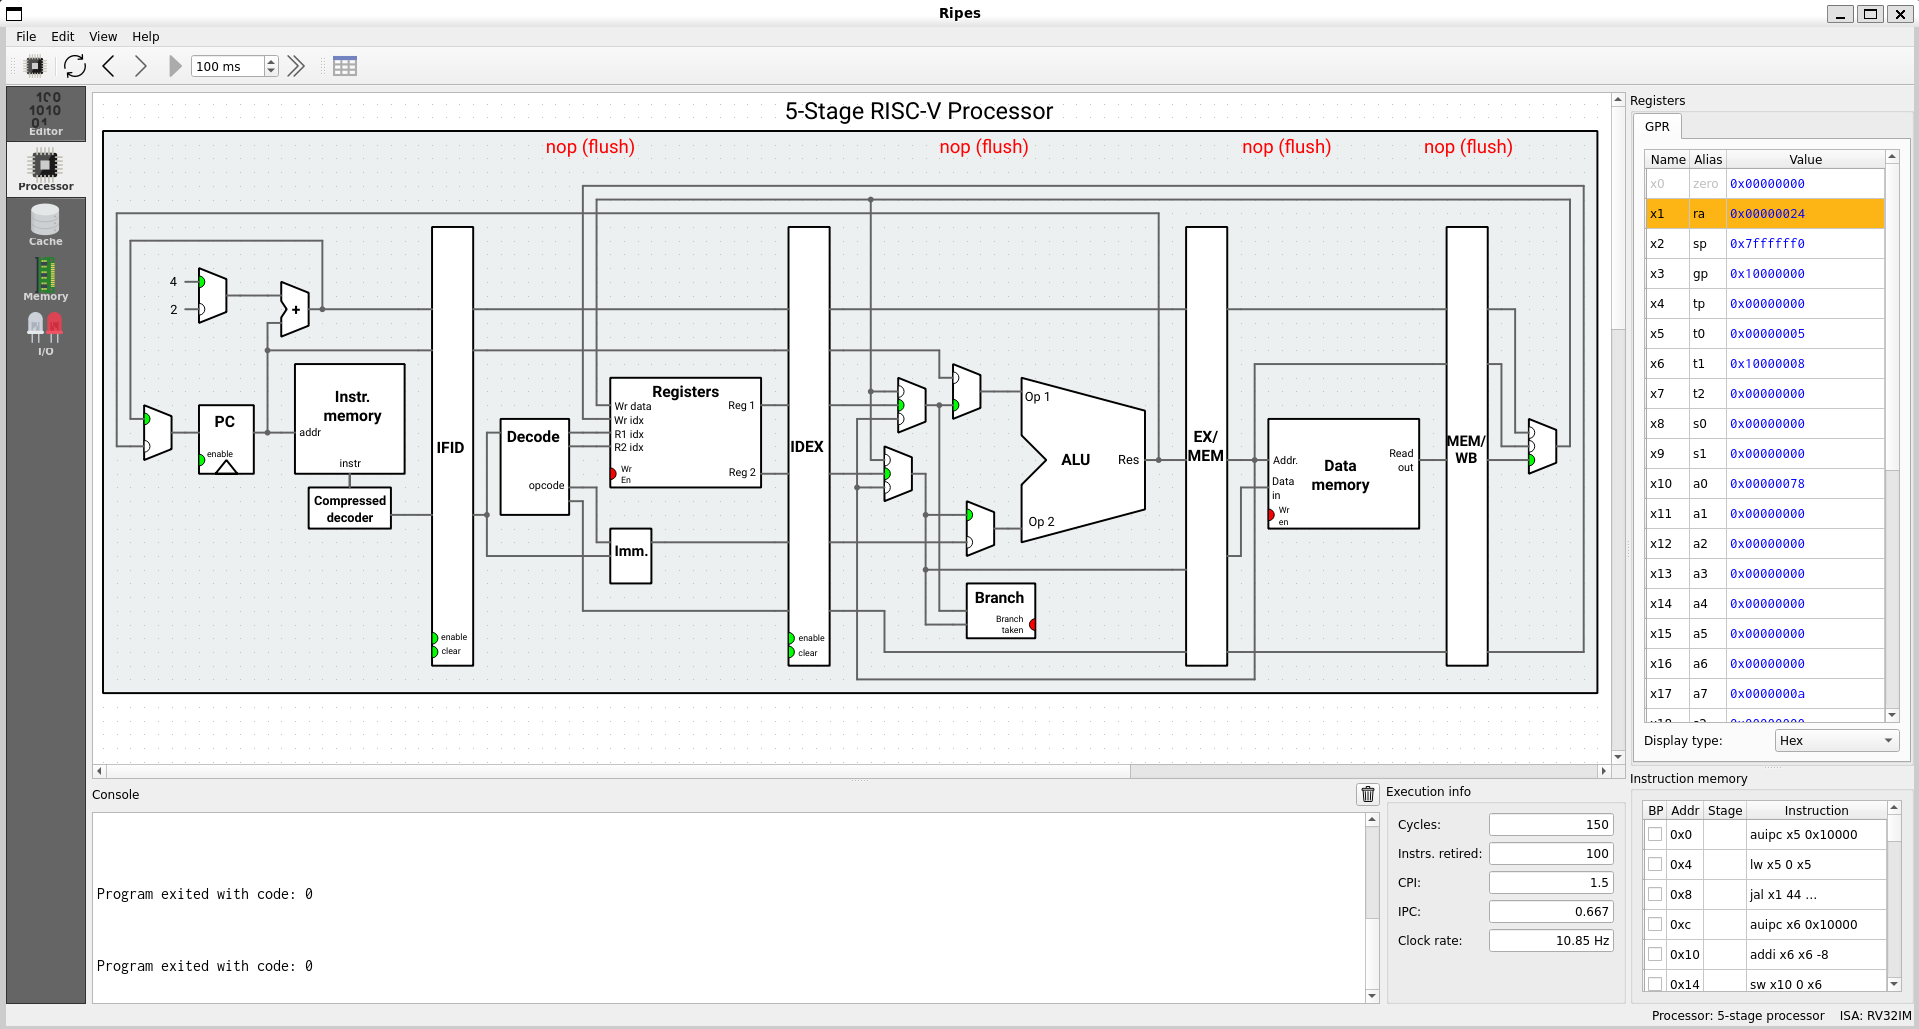 Ripes
File Edit View Help
100 ms
Editor
Processor
Cache
Memory
I/O
5-Stage RISC-V Processor
nop (flush) nop (flush) nop (flush) nop (flush)
4
2
+
PC
enable
Instr.
memory
addr
instr
Compressed
decoder
IFID
enable
clear
Decode
opcode
Registers
Wr data
Wr idx
R1 idx
R2 idx
Wr
En
Reg 1
Reg 2
Imm.
IDEX
enable
clear
Op 1
ALU
Res
Op 2
Branch
Branch
taken
EX/
MEM
Addr.
Data
in
Wr
en
Data
memory
Read
out
MEM/
WB
Registers
GPR
Name Alias Value
x0 zero 0x00000000
x1 ra 0x00000024
x2 sp 0x7ffffff0
x3 gp 0x10000000
x4 tp 0x00000000
x5 t0 0x00000005
x6 t1 0x10000008
x7 t2 0x00000000
x8 s0 0x00000000
x9 s1 0x00000000
x10 a0 0x00000078
x11 a1 0x00000000
x12 a2 0x00000000
x13 a3 0x00000000
x14 a4 0x00000000
x15 a5 0x00000000
x16 a6 0x00000000
x17 a7 0x0000000a
Display type: Hex
Console
Program exited with code: 0
Program exited with code: 0
Execution info
Cycles: 150
Instrs. retired: 100
CPI: 1.5
IPC: 0.667
Clock rate: 10.85 Hz
Instruction memory
BP Addr Stage Instruction
0x0 auipc x5 0x10000
0x4 lw x5 0 x5
0x8 jal x1 44 ...
0xc auipc x6 0x10000
0x10 addi x6 x6 -8
0x14 sw x10 0 x6
Processor: 5-stage processor ISA: RV32IM